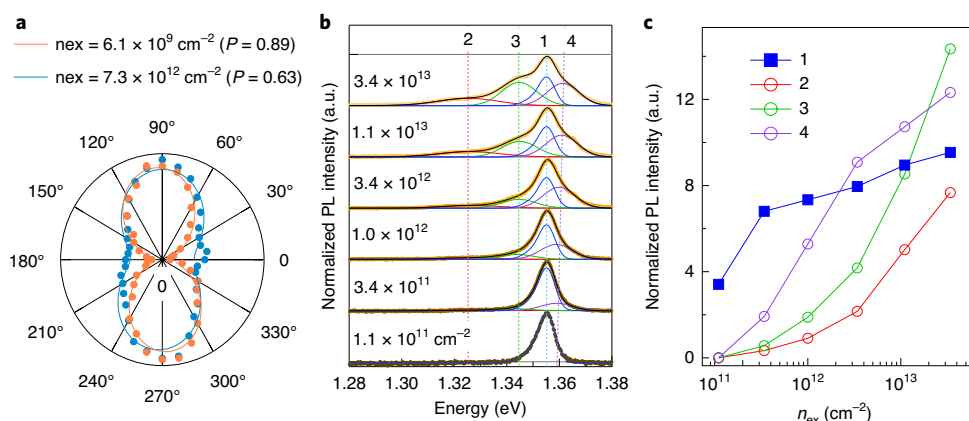 a
nex = 6.1 × 10⁹ cm⁻² (P = 0.89)
nex = 7.3 × 10¹² cm⁻² (P = 0.63)
90°
120°
60°
150°
30°
180°
0
0
210°
330°
240°
300°
270°
b
2 3 1 4
3.4 × 10¹³
1.1 × 10¹³
3.4 × 10¹²
1.0 × 10¹²
3.4 × 10¹¹
1.1 × 10¹¹ cm⁻²
Normalized PL intensity (a.u.)
1.28 1.30 1.32 1.34 1.36 1.38
Energy (eV)
c
1
2
3
4
12
8
4
0
Normalized PL intensity (a.u.)
10¹¹ 10¹² 10¹³
nₑₓ (cm⁻²)